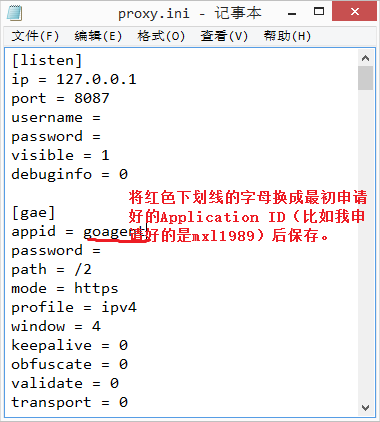 proxy.ini - 记事本
文件(F) 编辑(E) 格式(O) 查看(V) 帮助(H)
[listen]
ip = 127.0.0.1
port = 8087
username =
password =
visible = 1
debuginfo = 0
将红色下划线的字母换成最初申请
好的Application ID（比如我申
请好的是mxl1989）后保存。
[gae]
appid = goagent
password =
path = /2
mode = https
profile = ipv4
window = 4
keepalive = 0
obfuscate = 0
validate = 0
transport = 0